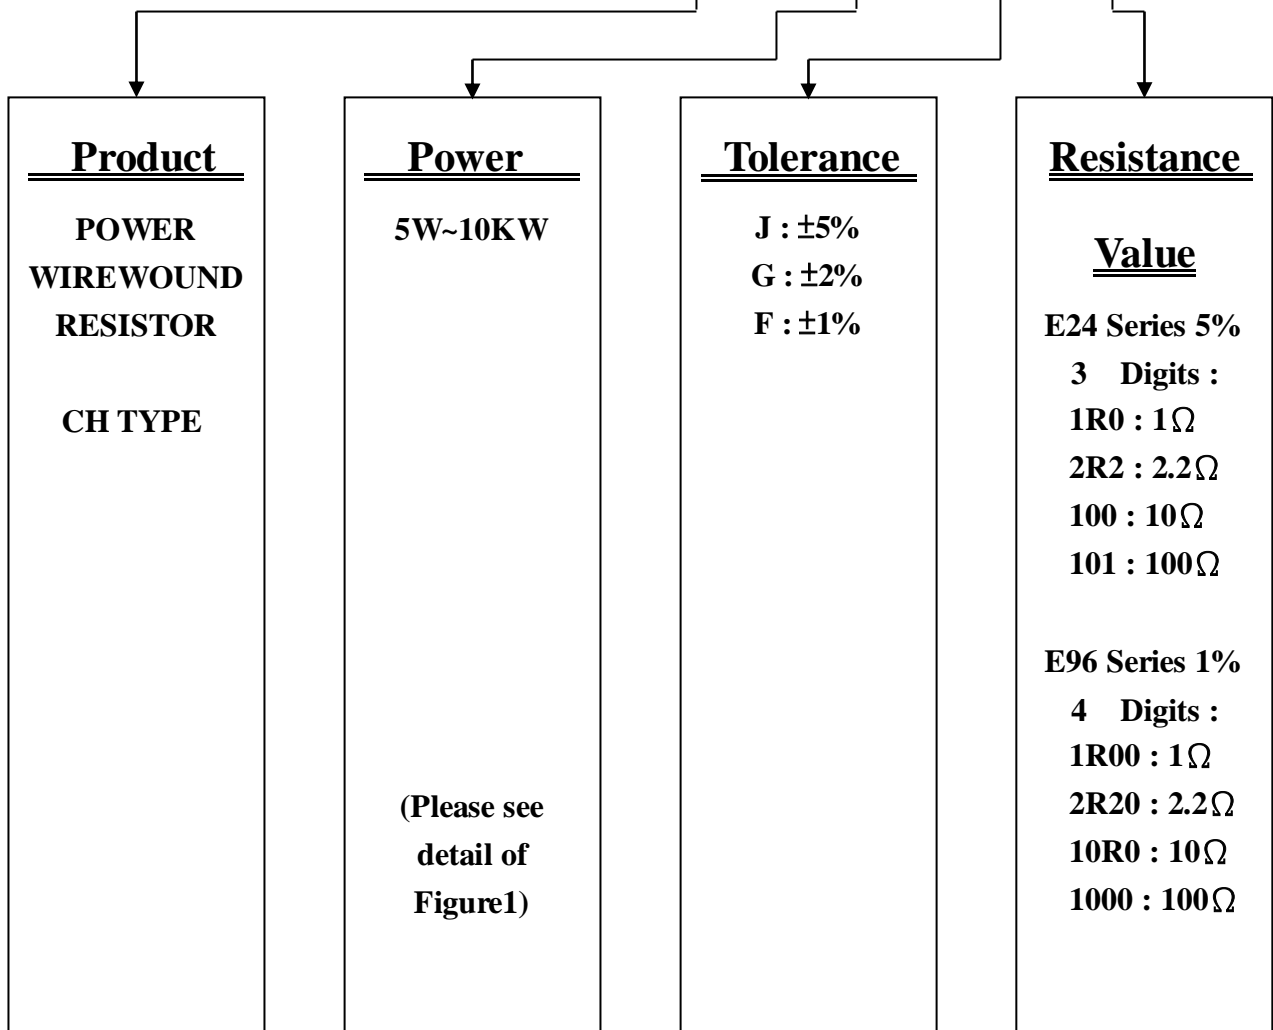 Product
POWER
WIREWOUND
RESISTOR
CH TYPE
Power
5W~10KW
(Please see
detail of
Figure1)
Tolerance
J : ±5%
G : ±2%
F : ±1%
Resistance
Value
E24 Series 5%
3 Digits :
1R0 : 1Ω
2R2 : 2.2Ω
100 : 10Ω
101 : 100Ω
E96 Series 1%
4 Digits :
1R00 : 1Ω
2R20 : 2.2Ω
10R0 : 10Ω
1000 : 100Ω